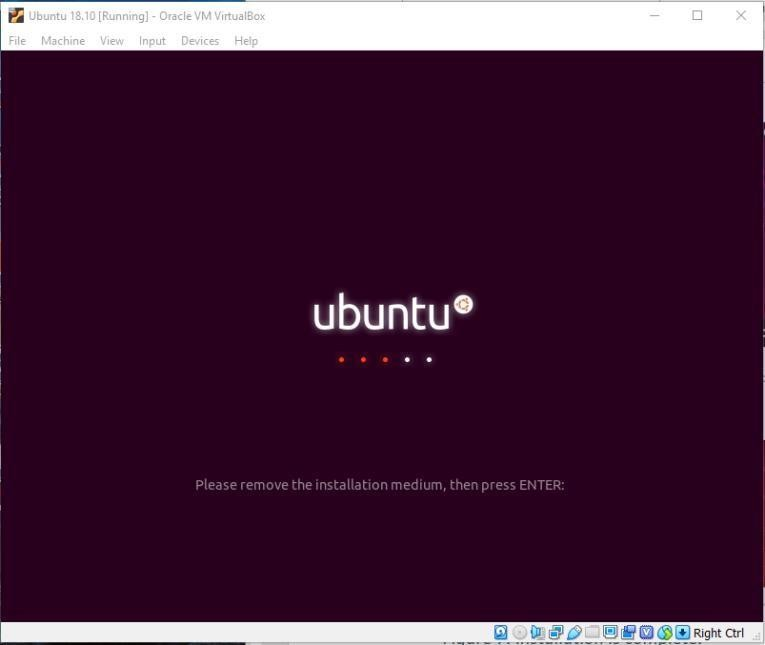 Ubuntu 18.10 [Running] - Oracle VM VirtualBox
File Machine View Input Devices Help
ubuntu
Please remove the installation medium, then press ENTER:
Right Ctrl